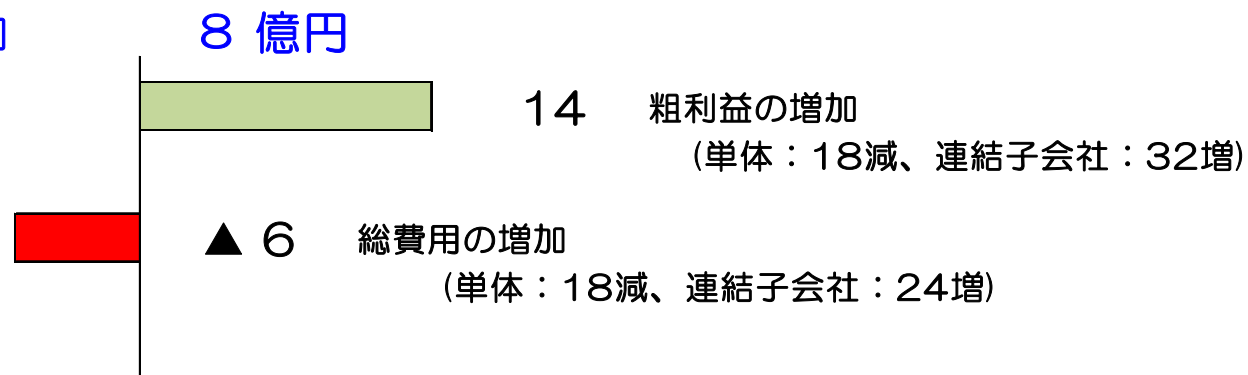 8 億円
14 粗利益の増加
(単体：18減、連結子会社：32増)
▲ 6 総費用の増加
(単体：18減、連結子会社：24増)